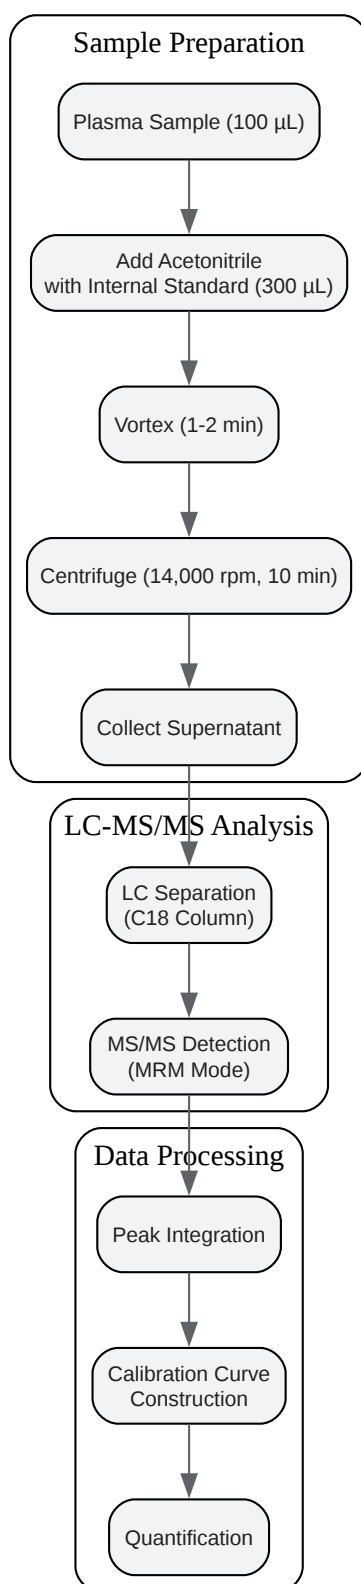 Sample Preparation
Plasma Sample (100 µL)
Add Acetonitrile
with Internal Standard (300 µL)
Vortex (1-2 min)
Centrifuge (14,000 rpm, 10 min)
Collect Supernatant
LC-MS/MS Analysis
LC Separation
(C18 Column)
MS/MS Detection
(MRM Mode)
Data Processing
Peak Integration
Calibration Curve
Construction
Quantification